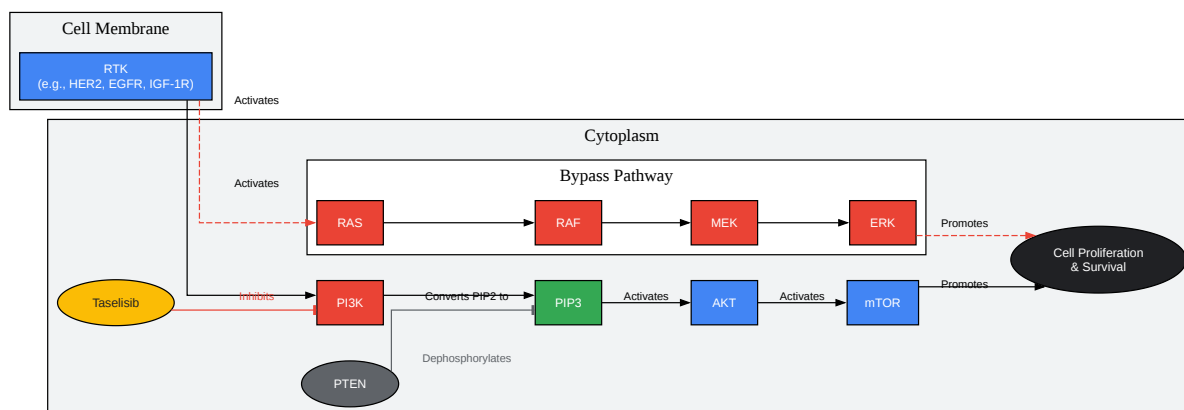 Cell Membrane
RTK
(e.g., HER2, EGFR, IGF-1R)
Activates
Cytoplasm
Bypass Pathway
Activates
RAS
RAF
MEK
ERK
Promotes
Cell Proliferation
& Survival
Taselisib
Inhibits
PI3K
Converts PIP2 to
PIP3
Activates
AKT
Activates
mTOR
Promotes
PTEN
Dephosphorylates